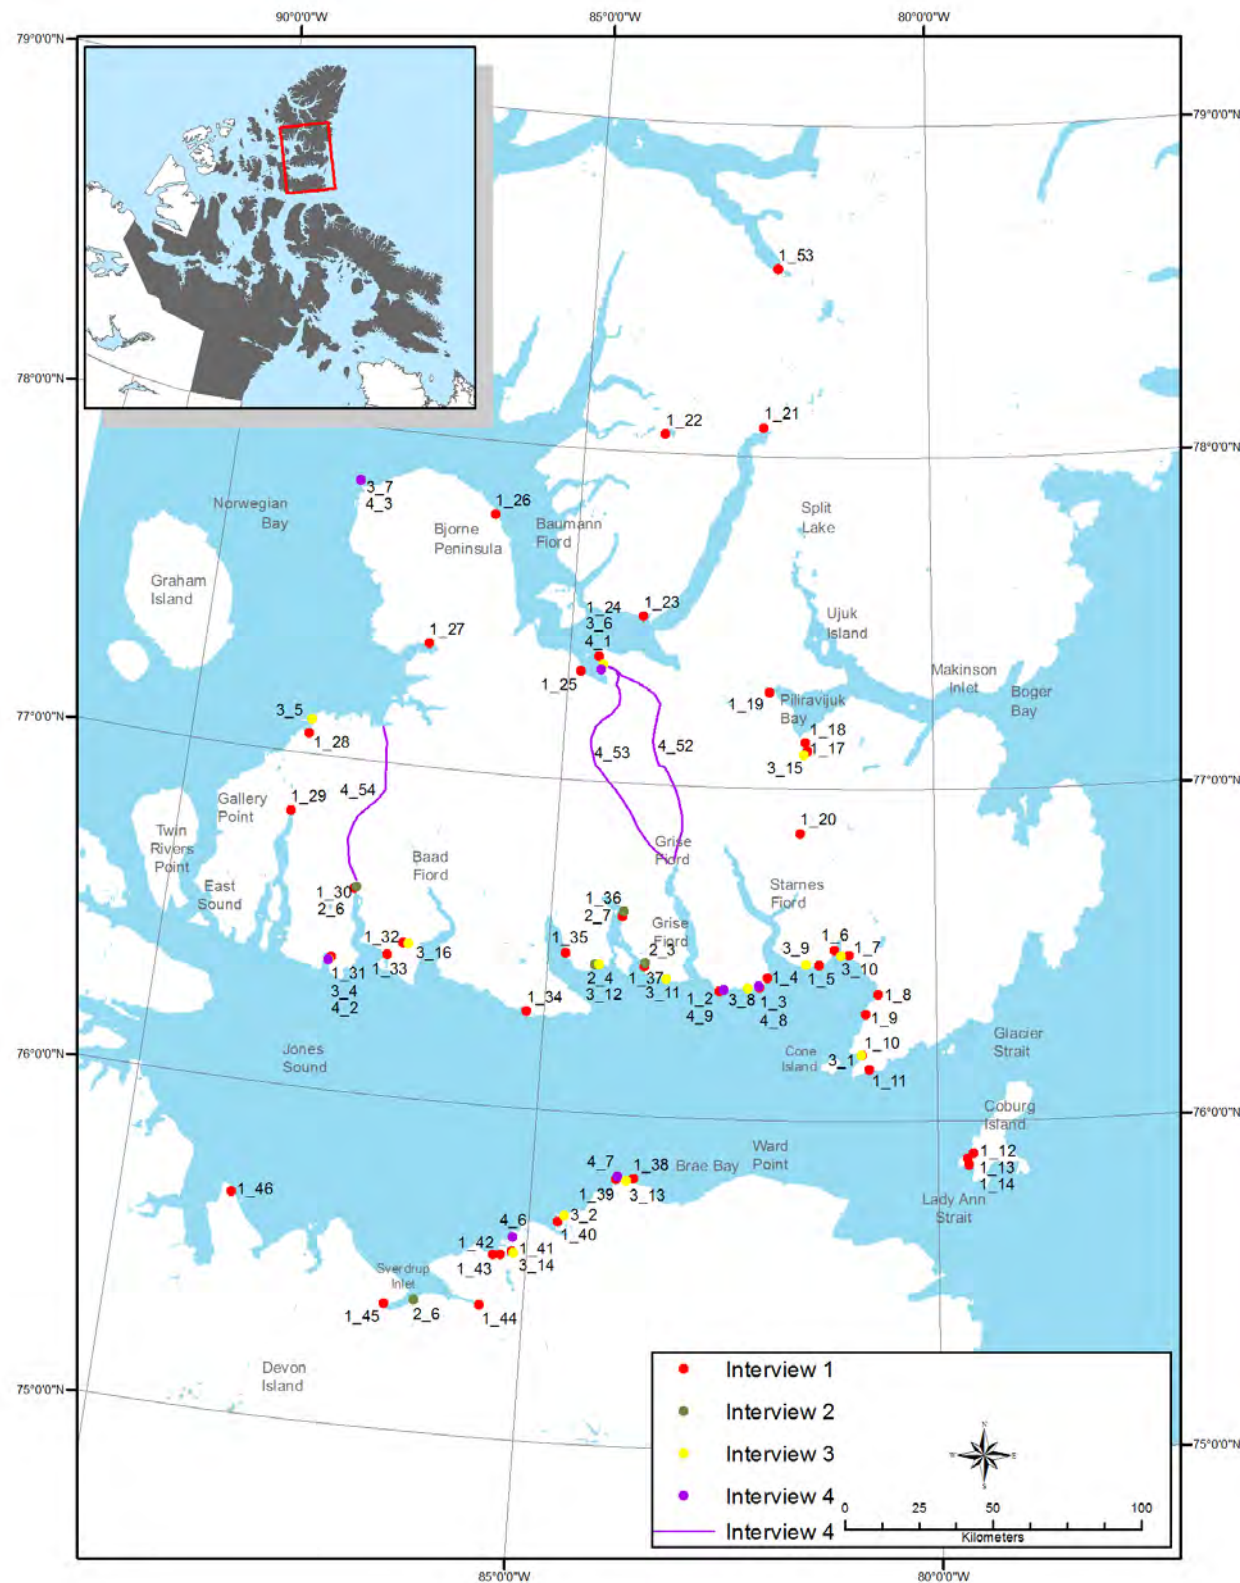 90°0'0"W
85°0'0"W
80°0'0"W
79°0'0"N
79°0'0"N
1_53
78°0'0"N
1_22
1_21
78°0'0"N
3_7
4_3
Norwegian
Bay
1_26
Bjorne
Peninsula
Baumann
Fiord
Split
Lake
Graham
Island
1_24
3_6
4_1
1_23
Ujuk
Island
1_27
1_25
Makinson
Inlet
Boger
Bay
1_19
Piliravijuk
Bay
77°0'0"N
3_5
1_28
1_18
1_17
3_15
4_53
4_52
77°0'0"N
4_54
1_29
Gallery
Point
1_20
Twin
Rivers
Point
Grise
Fiord
Baad
Fiord
East
Sound
Starnes
Fiord
1_30
2_6
1_36
2_7
Grise
Fiord
1_32
3_16
1_33
1_35
2_3
3_9
1_6
1_7
3_10
1_31
3_4
4_2
2_4
3_12
1_37
3_11
1_4
1_5
1_34
1_2
4_9
3_8
1_3
4_8
1_8
1_9
76°0'0"N
Jones
Sound
Cone
Island
3_1
1_10
1_11
Glacier
Strait
Coburg
Island
76°0'0"N
1_12
1_13
1_14
Ward
Point
Brae Bay
4_7
1_38
1_39
3_13
1_46
Lady Ann
Strait
4_6
3_2
1_40
1_42
1_43
1_41
3_14
Sverdrup
Inlet
1_45
2_6
1_44
Devon
Island
75°0'0"N
75°0'0"N
Interview 1
Interview 2
Interview 3
Interview 4
Interview 4
N
W
E
S
0
25
50
100
Kilometers
85°0'0"W
80°0'0"W